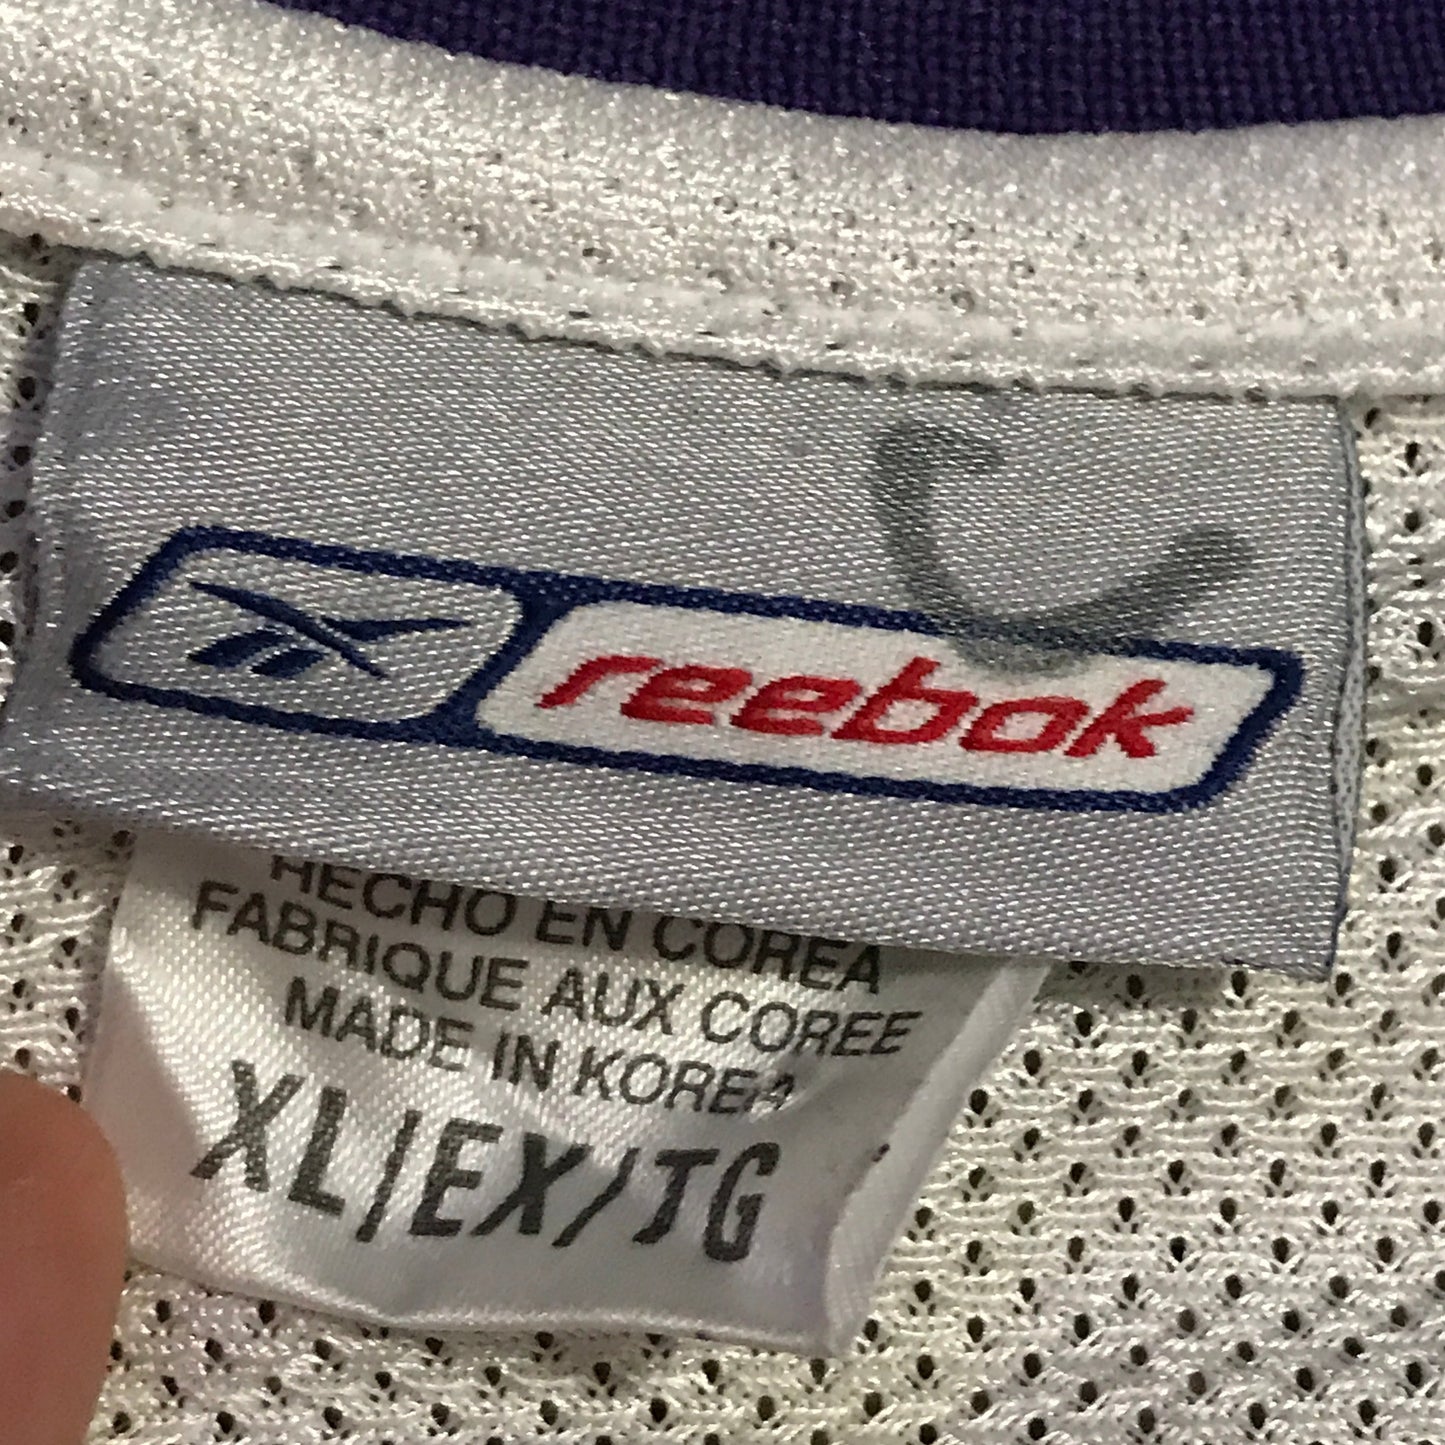 reebok
HECHO EN COREA
FABRIQUE AUX COREE
MADE IN KOREA
XL/EX/TG